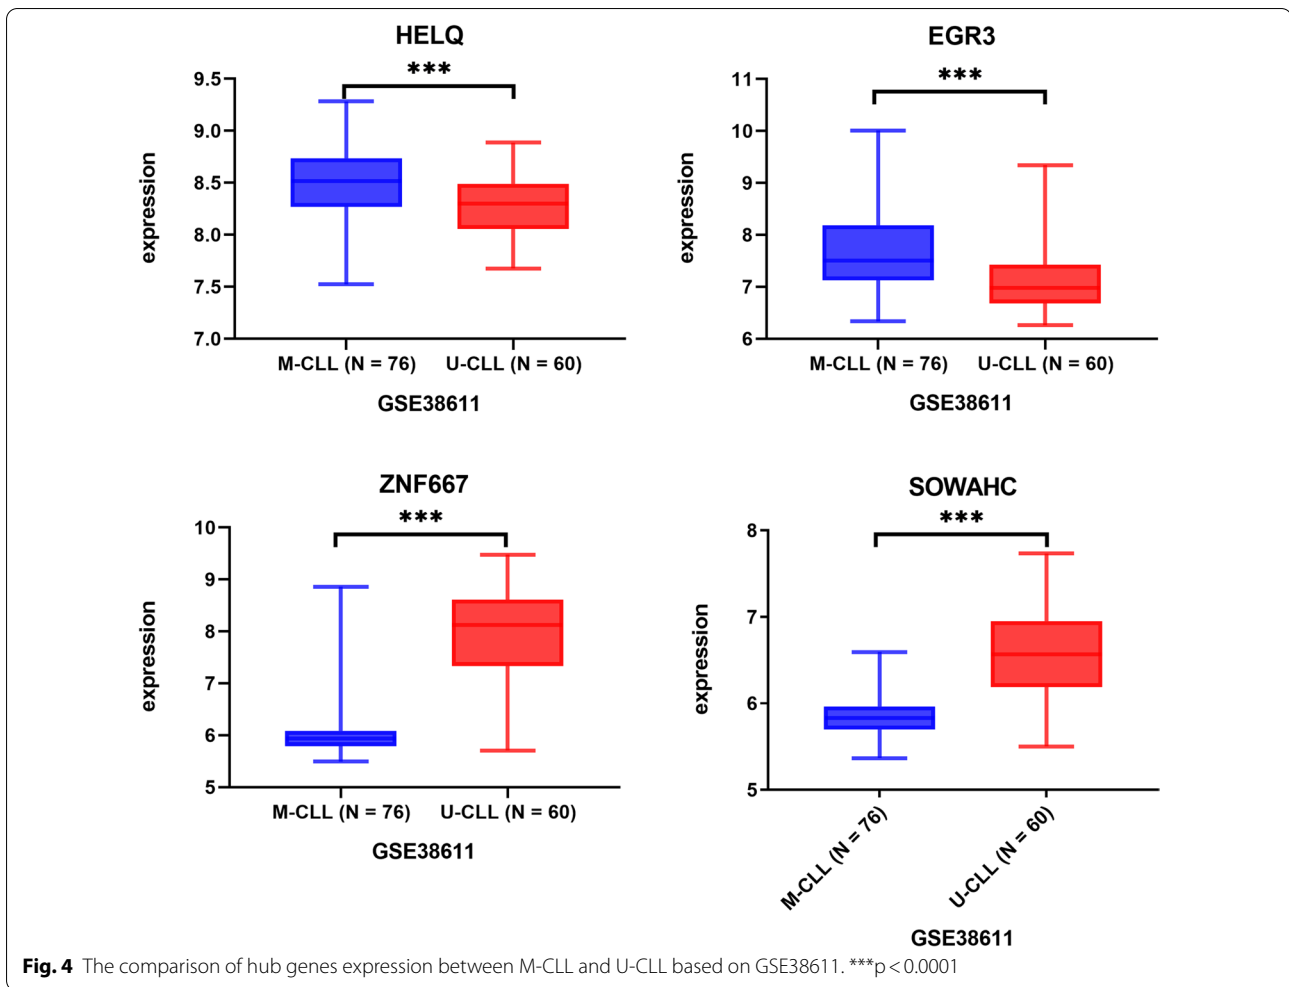 HELQ
***
9.5
9.0
8.5
8.0
7.5
7.0
expression
M-CLL (N = 76) U-CLL (N = 60)
GSE38611
EGR3
***
11
10
9
8
7
6
expression
M-CLL (N = 76) U-CLL (N = 60)
GSE38611
ZNF667
***
10
9
8
7
6
5
expression
M-CLL (N = 76) U-CLL (N = 60)
GSE38611
SOWAHC
***
8
7
6
5
expression
M-CLL (N = 76)
U-CLL (N = 60)
GSE38611
Fig. 4 The comparison of hub genes expression between M-CLL and U-CLL based on GSE38611. ***p < 0.0001